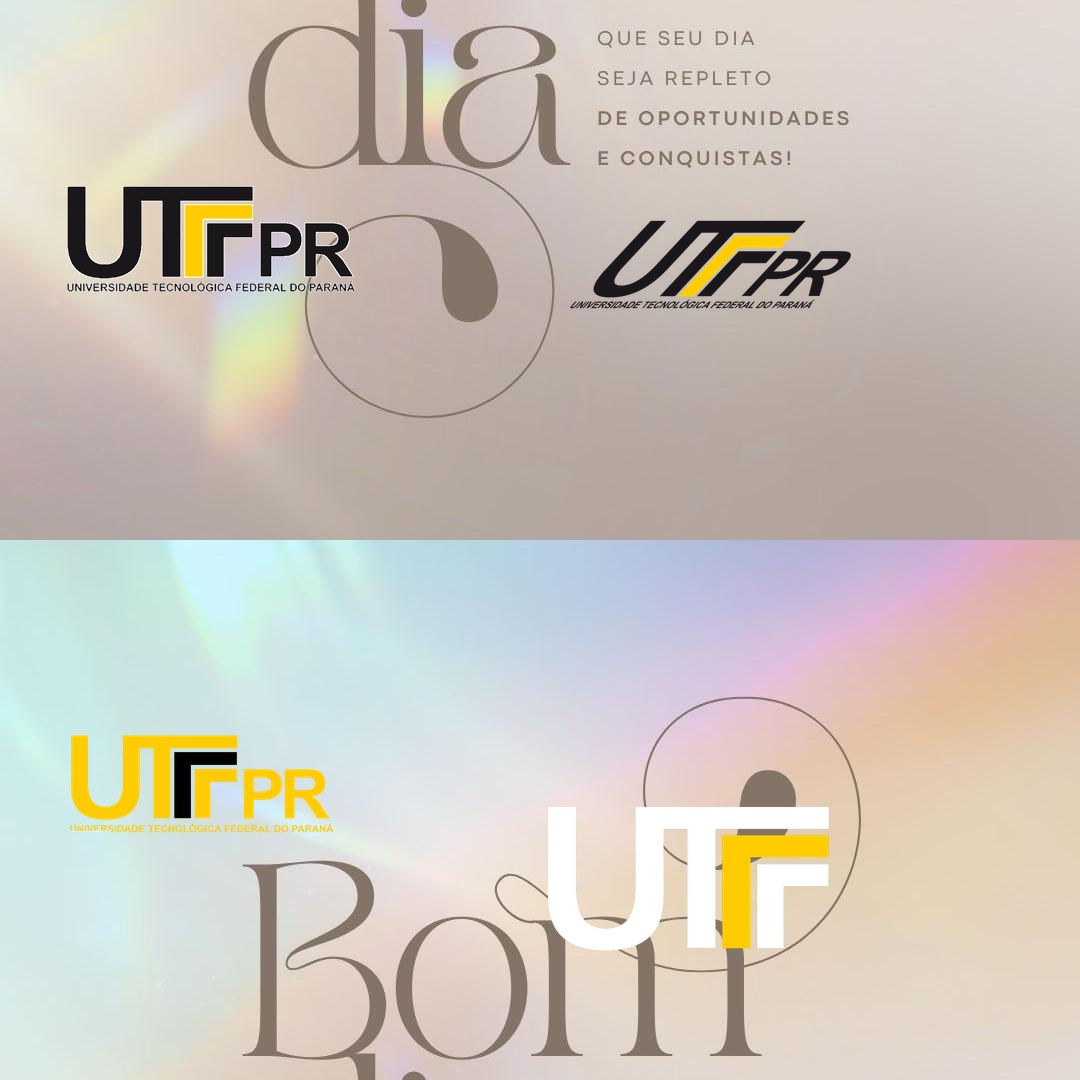 dia
QUE SEU DIA
SEJA REPLETO
DE OPORTUNIDADES
E CONQUISTAS!
UTFPR
UNIVERSIDADE TECNOLÓGICA FEDERAL DO PARANÁ
UTFPR
UNIVERSIDADE TECNOLÓGICA FEDERAL DO PARANÁ
UTFPR
UNIVERSIDADE TECNOLÓGICA FEDERAL DO PARANÁ
UTF
Bom